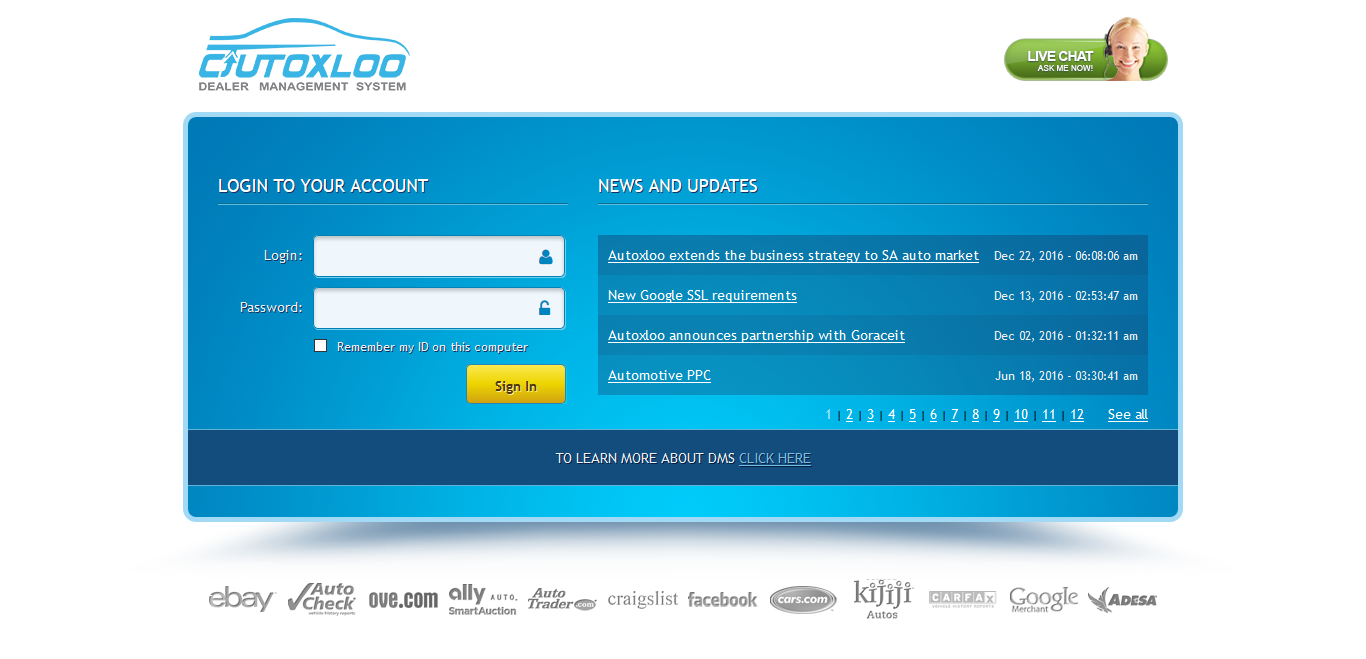 AUTOXLOO
DEALER MANAGEMENT SYSTEM
LIVE CHAT
ASK ME NOW!
LOGIN TO YOUR ACCOUNT
Login:
Password:
Remember my ID on this computer
Sign In
NEWS AND UPDATES
Autoxloo extends the business strategy to SA auto market Dec 22, 2016 - 06:08:06 am
New Google SSL requirements Dec 13, 2016 - 02:53:47 am
Autoxloo announces partnership with Goraceit Dec 02, 2016 - 01:32:11 am
Automotive PPC Jun 18, 2016 - 03:30:41 am
1 | 2 | 3 | 4 | 5 | 6 | 7 | 8 | 9 | 10 | 11 | 12 See all
TO LEARN MORE ABOUT DMS CLICK HERE
ebay
Auto
Check
vehicle history reports
ove.com
ally AUTO.
SmartAuction
Auto
Trader.com
craigslist
facebook
cars.com
kijiji
Autos
CARFAX
VEHICLE HISTORY REPORTS
Google
Merchant
ADESA